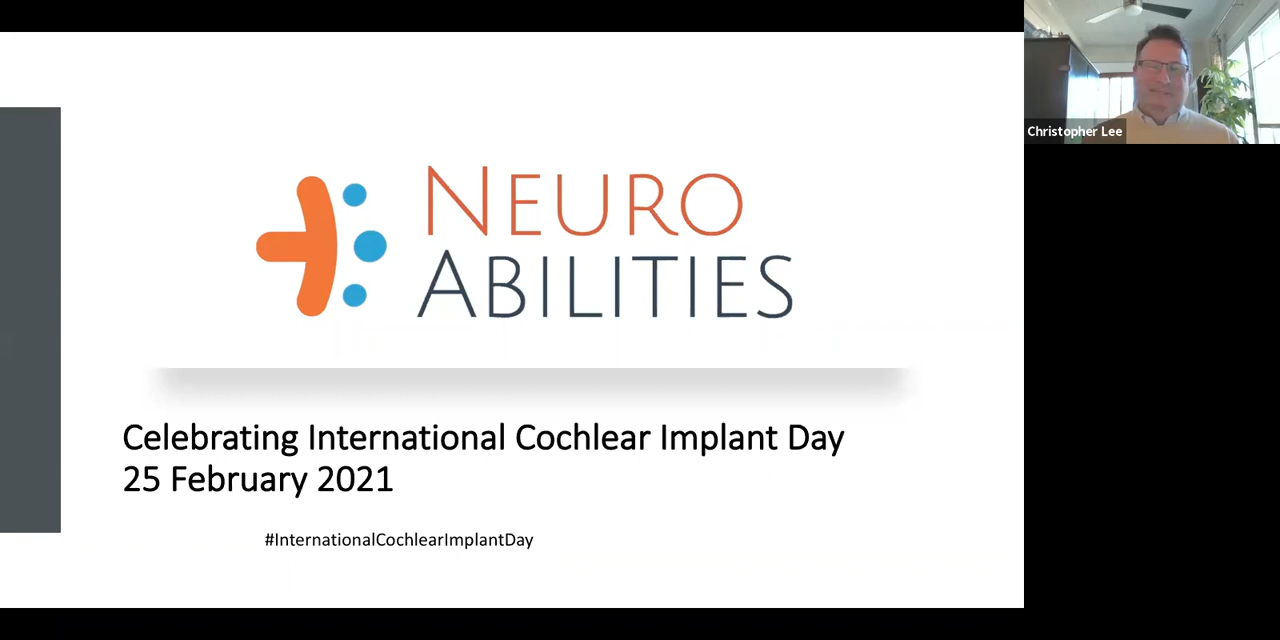 NEURO
ABILITIES
Celebrating International Cochlear Implant Day
25 February 2021
#InternationalCochlearImplantDay
Christopher Lee